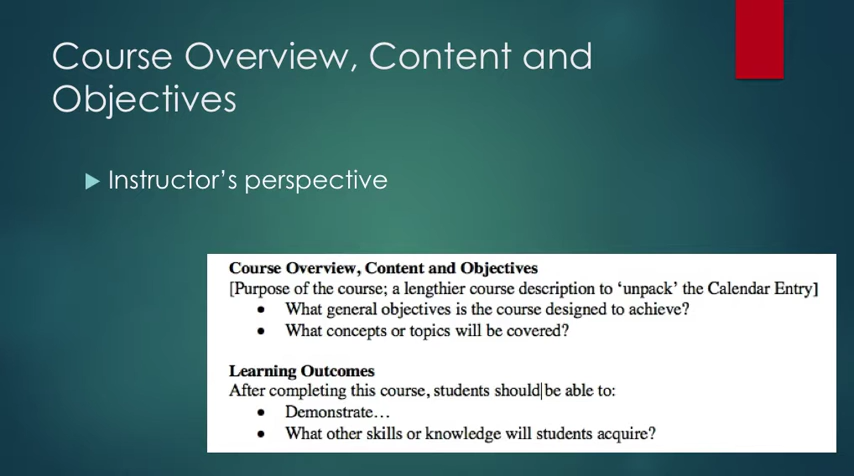 Course Overview, Content and
Objectives
Instructor's perspective
Course Overview, Content and Objectives
[Purpose of the course; a lengthier course description to 'unpack' the Calendar Entry]
• What general objectives is the course designed to achieve?
• What concepts or topics will be covered?
Learning Outcomes
After completing this course, students should be able to:
• Demonstrate…
• What other skills or knowledge will students acquire?